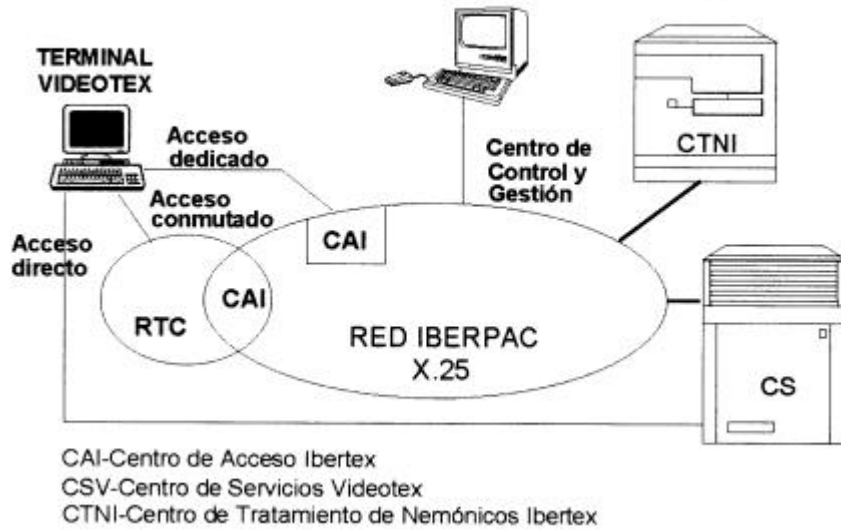 TERMINAL
VIDEOTEX
Acceso
dedicado
Acceso
conmutado
Acceso
directo
Centro de
Control y
Gestión
CTNI
CAI
CAI
RTC
RED IBERPAC
X.25
CS
CAI-Centro de Acceso Ibertex
CSV-Centro de Servicios Videotex
CTNI-Centro de Tratamiento de Nemónicos Ibertex